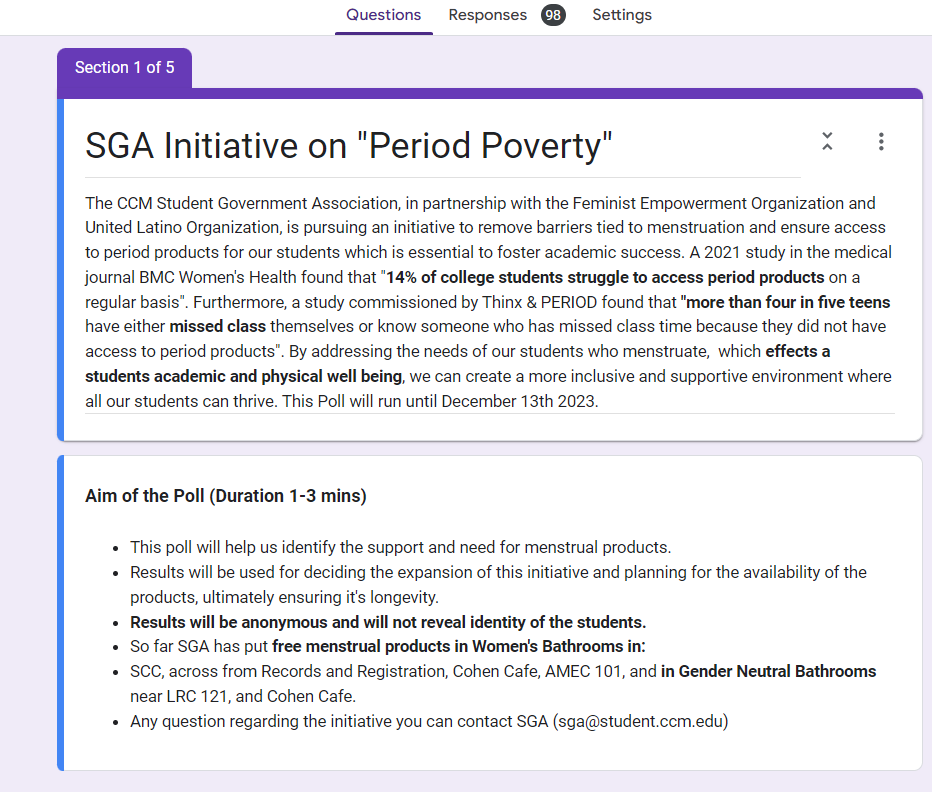 Questions Responses 98 Settings
Section 1 of 5
SGA Initiative on "Period Poverty"
The CCM Student Government Association, in partnership with the Feminist Empowerment Organization and
United Latino Organization, is pursuing an initiative to remove barriers tied to menstruation and ensure access
to period products for our students which is essential to foster academic success. A 2021 study in the medical
journal BMC Women's Health found that "14% of college students struggle to access period products on a
regular basis". Furthermore, a study commissioned by Thinx & PERIOD found that "more than four in five teens
have either missed class themselves or know someone who has missed class time because they did not have
access to period products". By addressing the needs of our students who menstruate,  which effects a
students academic and physical well being, we can create a more inclusive and supportive environment where
all our students can thrive. This Poll will run until December 13th 2023.
Aim of the Poll (Duration 1-3 mins)
• This poll will help us identify the support and need for menstrual products.
• Results will be used for deciding the expansion of this initiative and planning for the availability of the
products, ultimately ensuring it's longevity.
• Results will be anonymous and will not reveal identity of the students.
• So far SGA has put free menstrual products in Women's Bathrooms in:
• SCC, across from Records and Registration, Cohen Cafe, AMEC 101, and in Gender Neutral Bathrooms
near LRC 121, and Cohen Cafe.
• Any question regarding the initiative you can contact SGA (sga@student.ccm.edu)